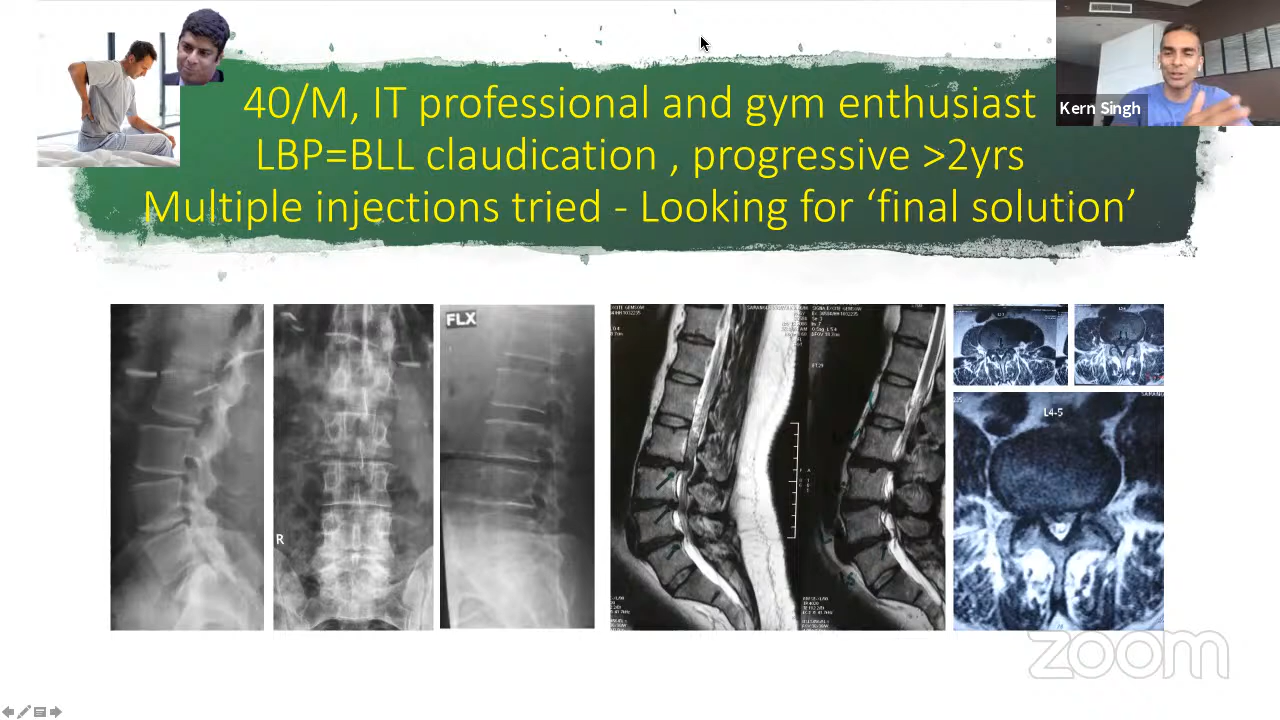 40/M, IT professional and gym enthusiast
LBP=BLL claudication , progressive >2yrs
Multiple injections tried - Looking for ‘final solution’
Kern Singh
FLX
R
L4-5
zoom